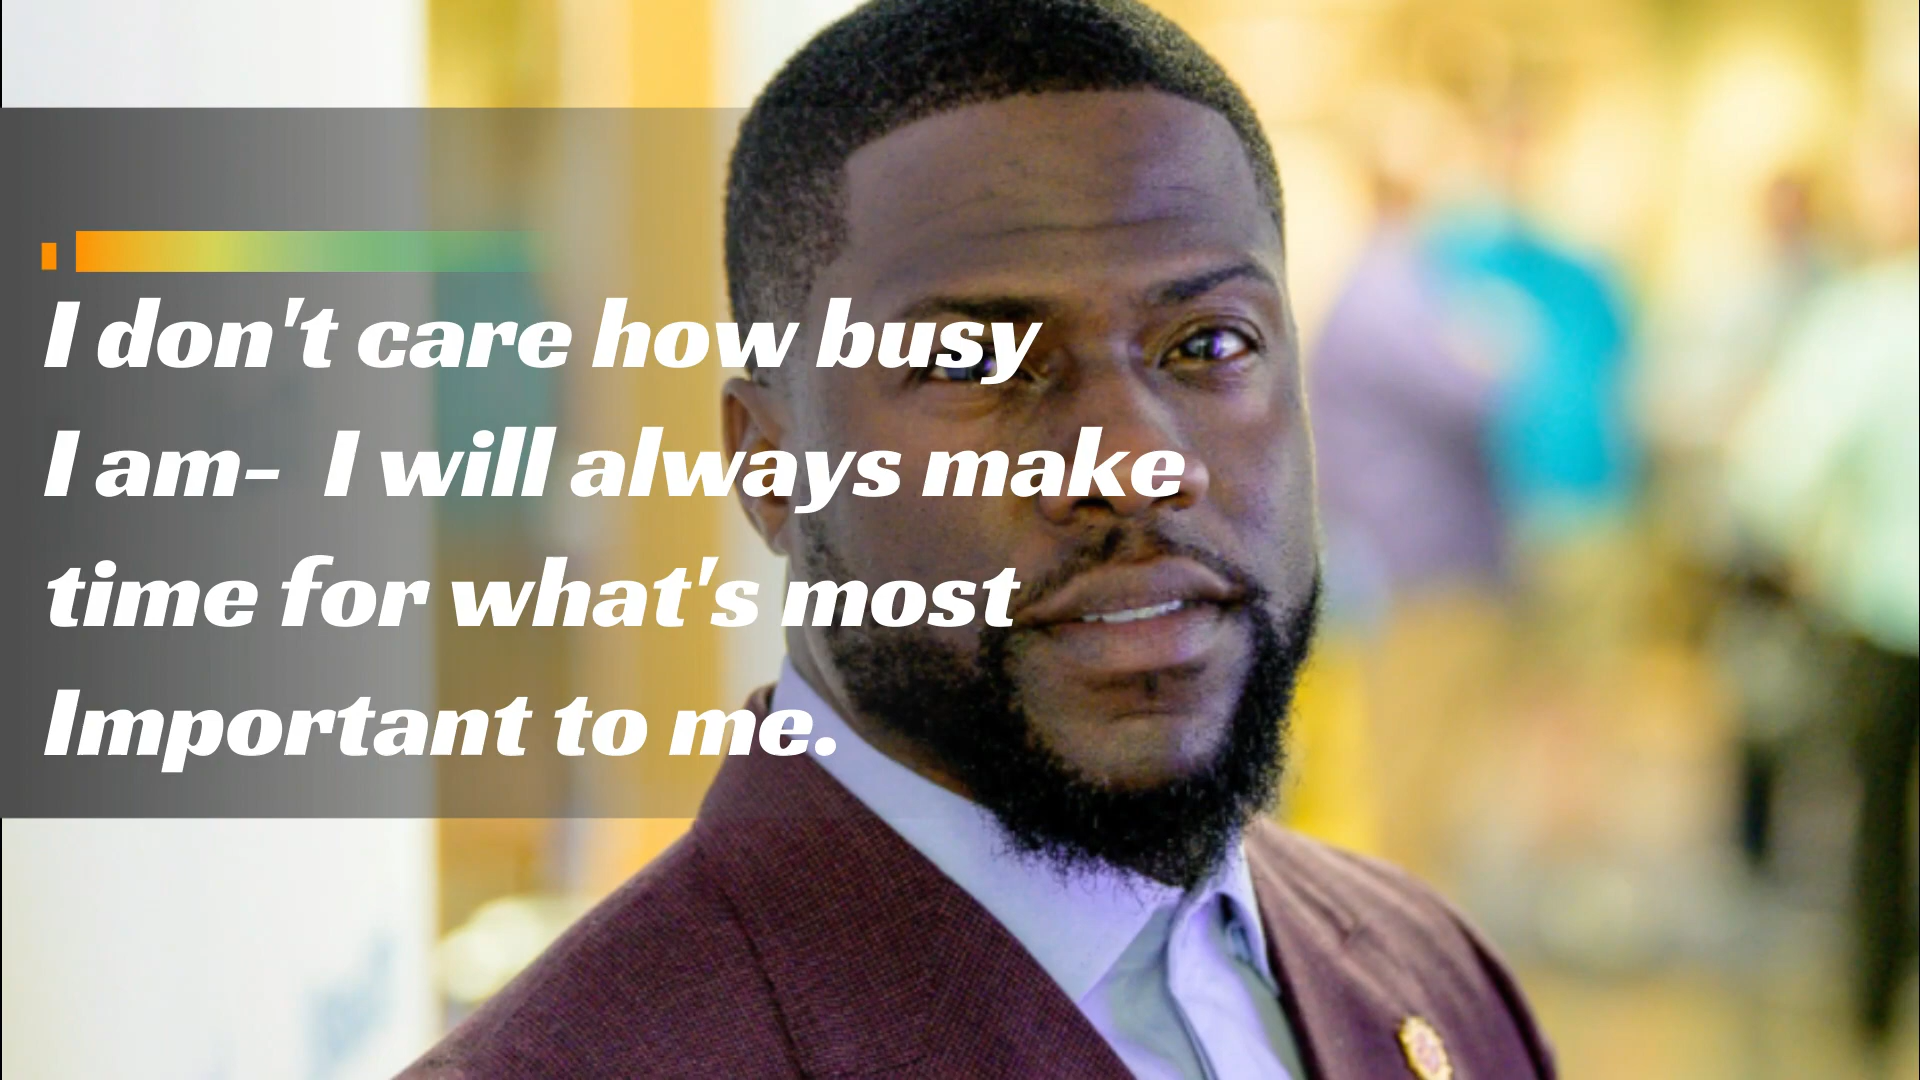 I don't care how busy
I am- I will always make
time for what's most
Important to me.